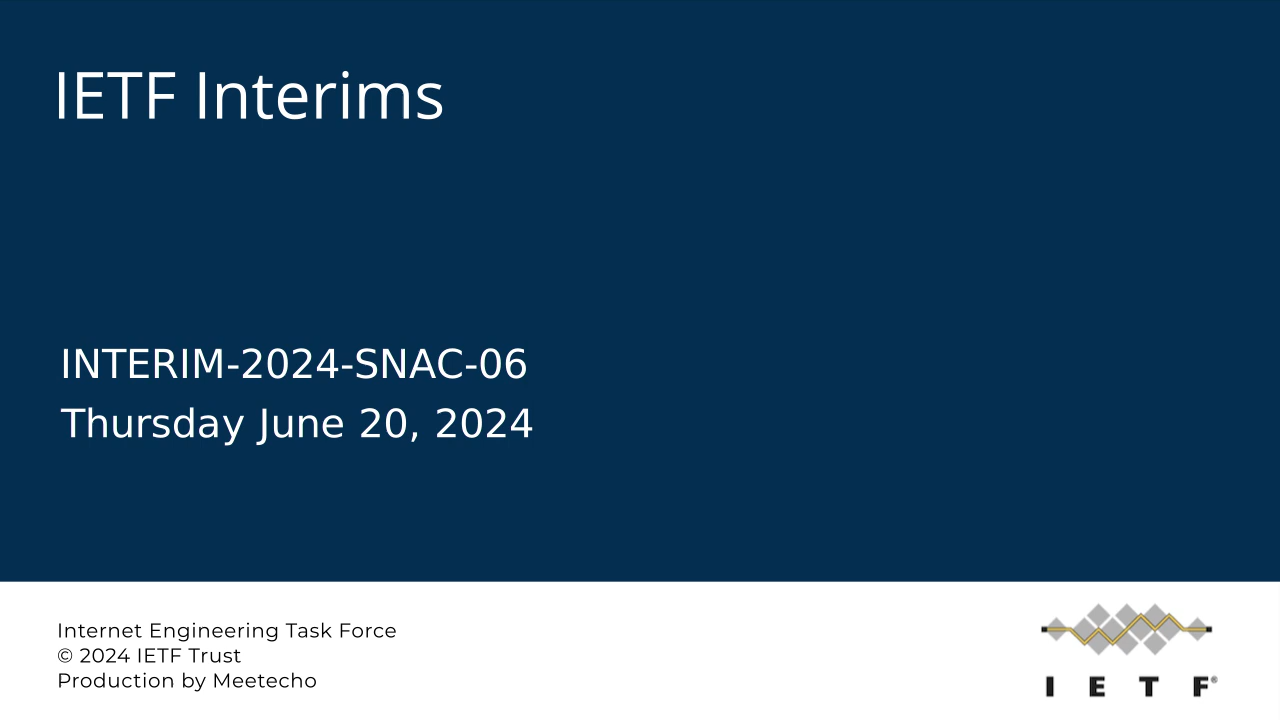 IETF Interims
INTERIM-2024-SNAC-06
Thursday June 20, 2024
Internet Engineering Task Force
© 2024 IETF Trust
Production by Meetecho
I E T F®